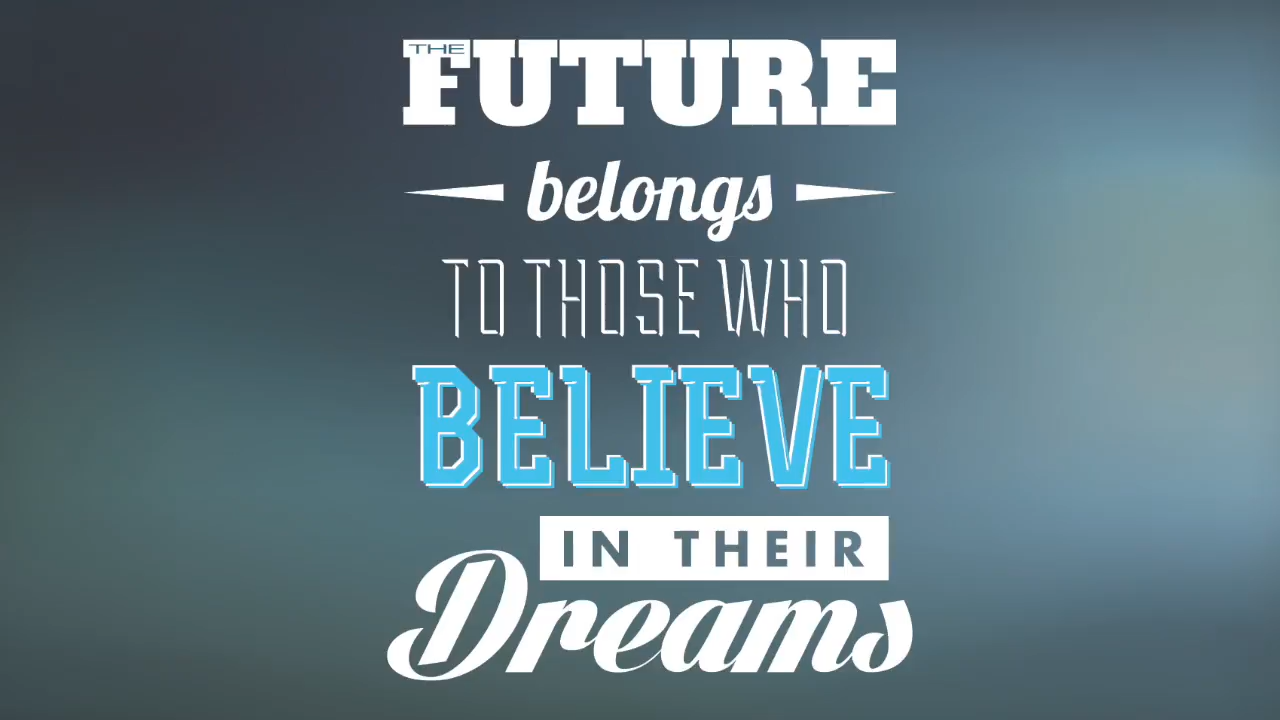 THE
FUTURE
belongs
TO THOSE WHO
BELIEVE
IN THEIR
Dreams